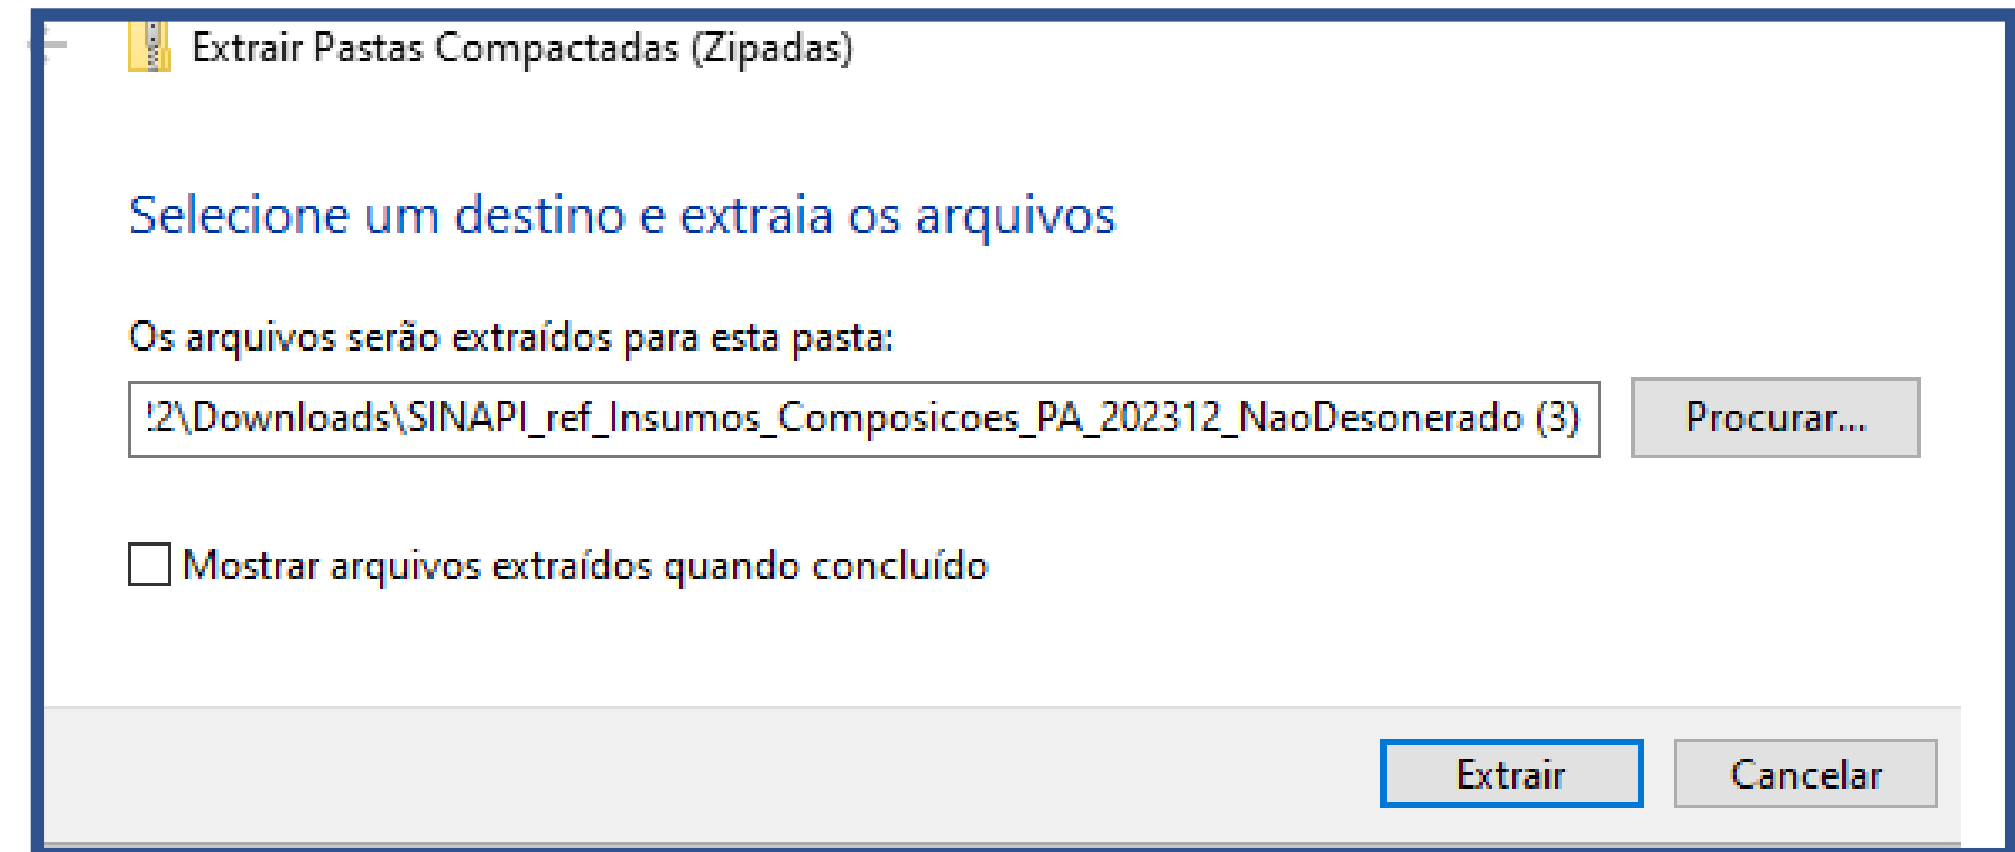 Extrair Pastas Compactadas (Zipadas)
Selecione um destino e extraia os arquivos
Os arquivos serão extraídos para esta pasta:
2\Downloads\SINAPI_ref_Insumos_Composicoes_PA_202312_NaoDesonerado (3)
Procurar...
Mostrar arquivos extraídos quando concluído
Extrair
Cancelar